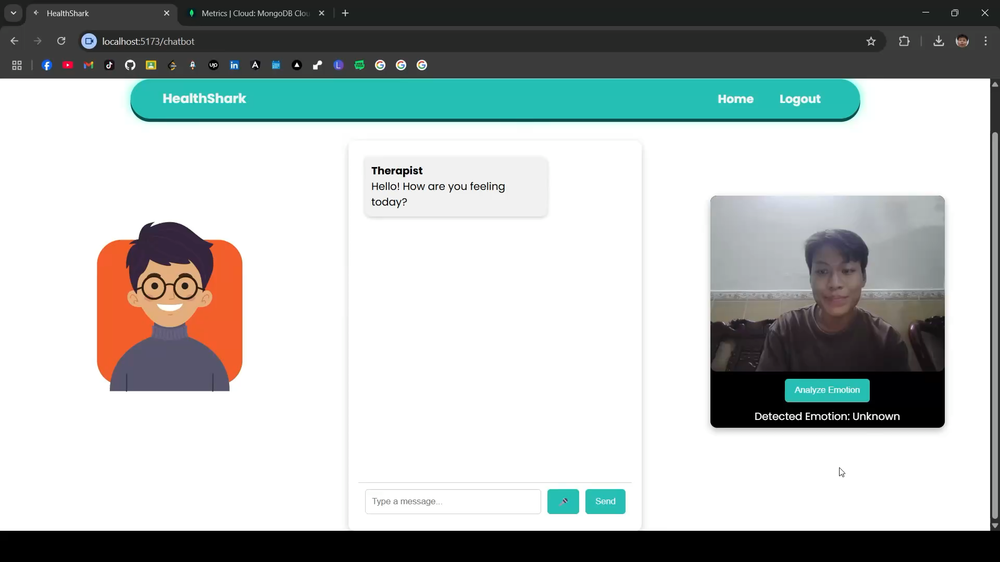 HealthShark
Metrics | Cloud: MongoDB Clou
localhost:5173/chatbot
HealthShark
Home
Logout
Therapist
Hello! How are you feeling
today?
Analyze Emotion
Detected Emotion: Unknown
Type a message...
Send